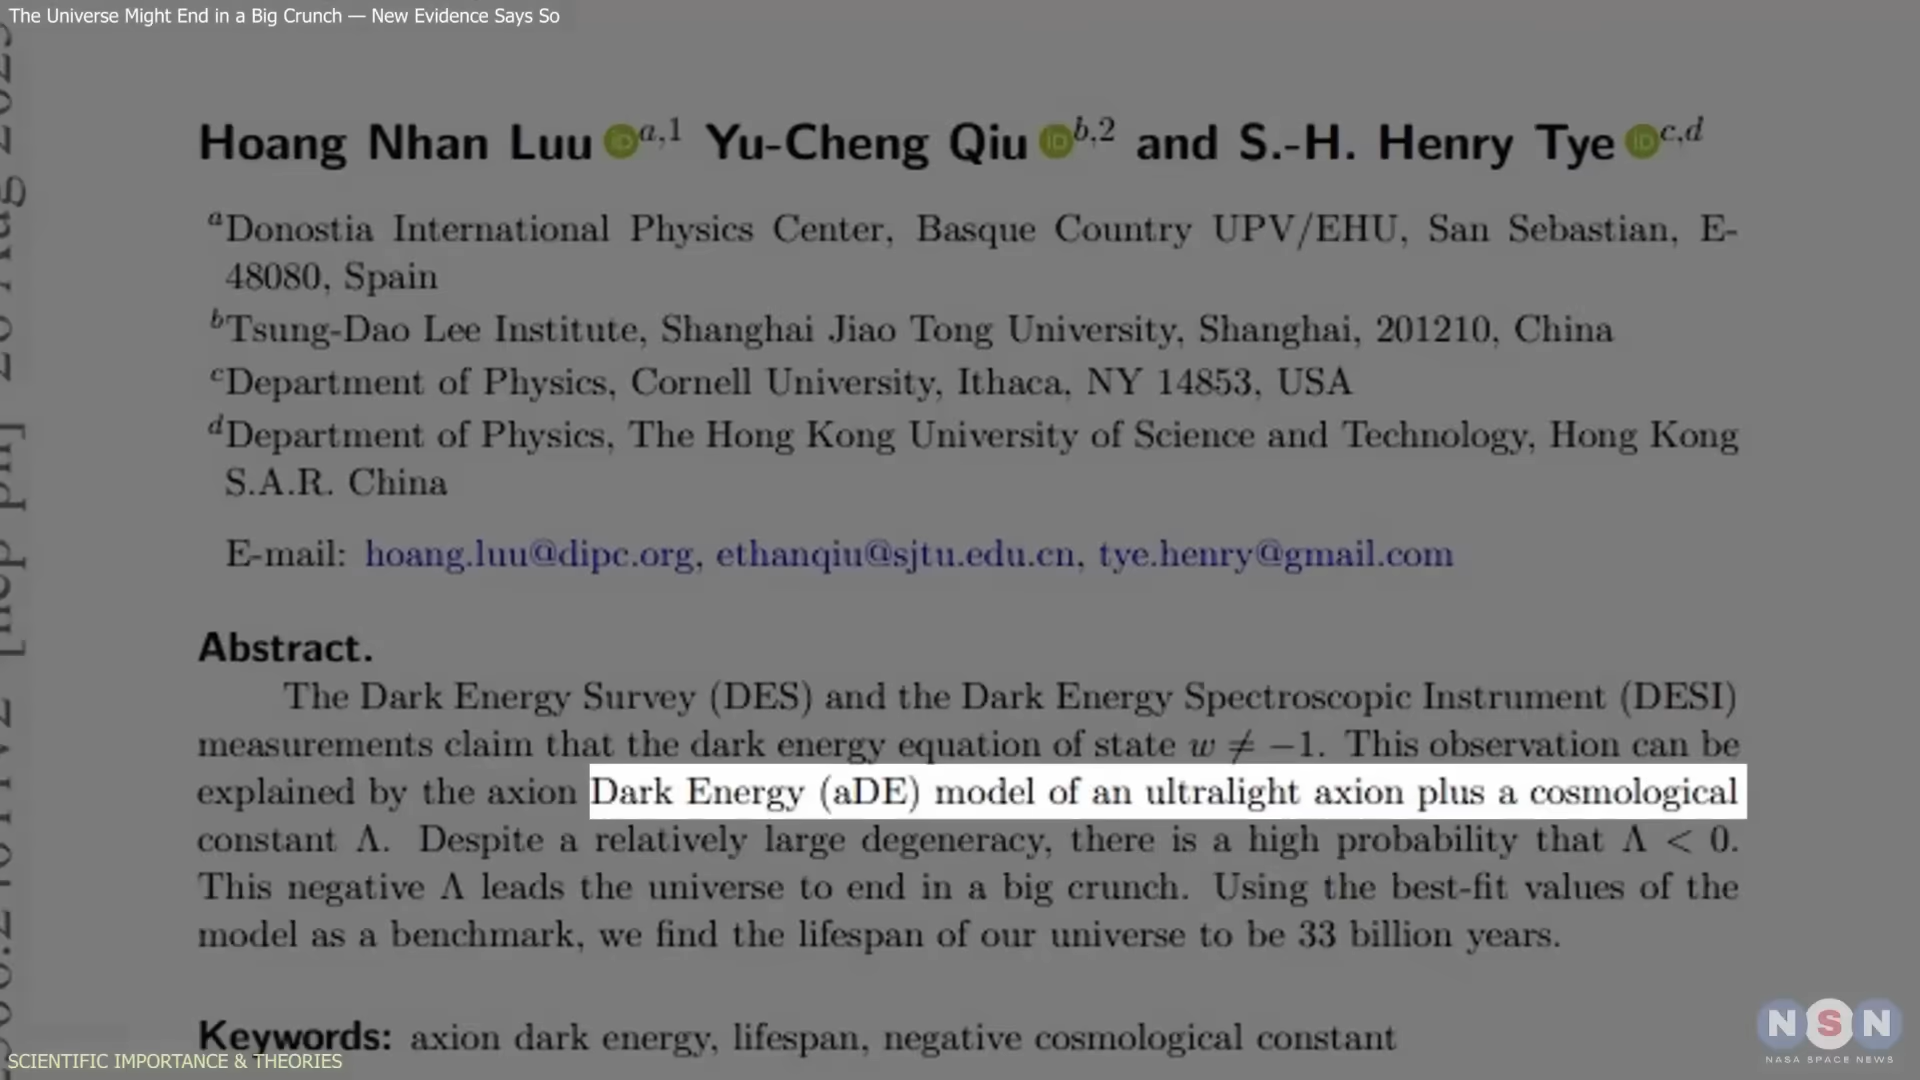 The Universe Might End in a Big Crunch — New Evidence Says So
Hoang Nhan Luu a,1 Yu-Cheng Qiu b,2 and S.-H. Henry Tye c,d
aDonostia International Physics Center, Basque Country UPV/EHU, San Sebastian, E-
48080, Spain
bTsung-Dao Lee Institute, Shanghai Jiao Tong University, Shanghai, 201210, China
cDepartment of Physics, Cornell University, Ithaca, NY 14853, USA
dDepartment of Physics, The Hong Kong University of Science and Technology, Hong Kong
S.A.R. China
E-mail: hoang.luu@dipc.org, ethanqiu@sjtu.edu.cn, tye.henry@gmail.com
Abstract.
The Dark Energy Survey (DES) and the Dark Energy Spectroscopic Instrument (DESI)
measurements claim that the dark energy equation of state w ≠ −1. This observation can be
explained by the axion Dark Energy (aDE) model of an ultralight axion plus a cosmological
constant Λ. Despite a relatively large degeneracy, there is a high probability that Λ < 0.
This negative Λ leads the universe to end in a big crunch. Using the best-fit values of the
model as a benchmark, we find the lifespan of our universe to be 33 billion years.
Keywords: axion dark energy, lifespan, negative cosmological constant
SCIENTIFIC IMPORTANCE & THEORIES
NSN
NASA SPACE NEWS